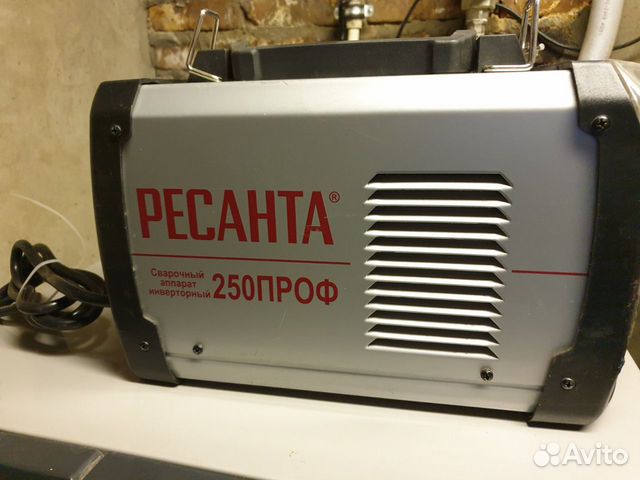 РЕСАНТА®
Сварочный
аппарат
инверторный
250ПРОФ
Avito